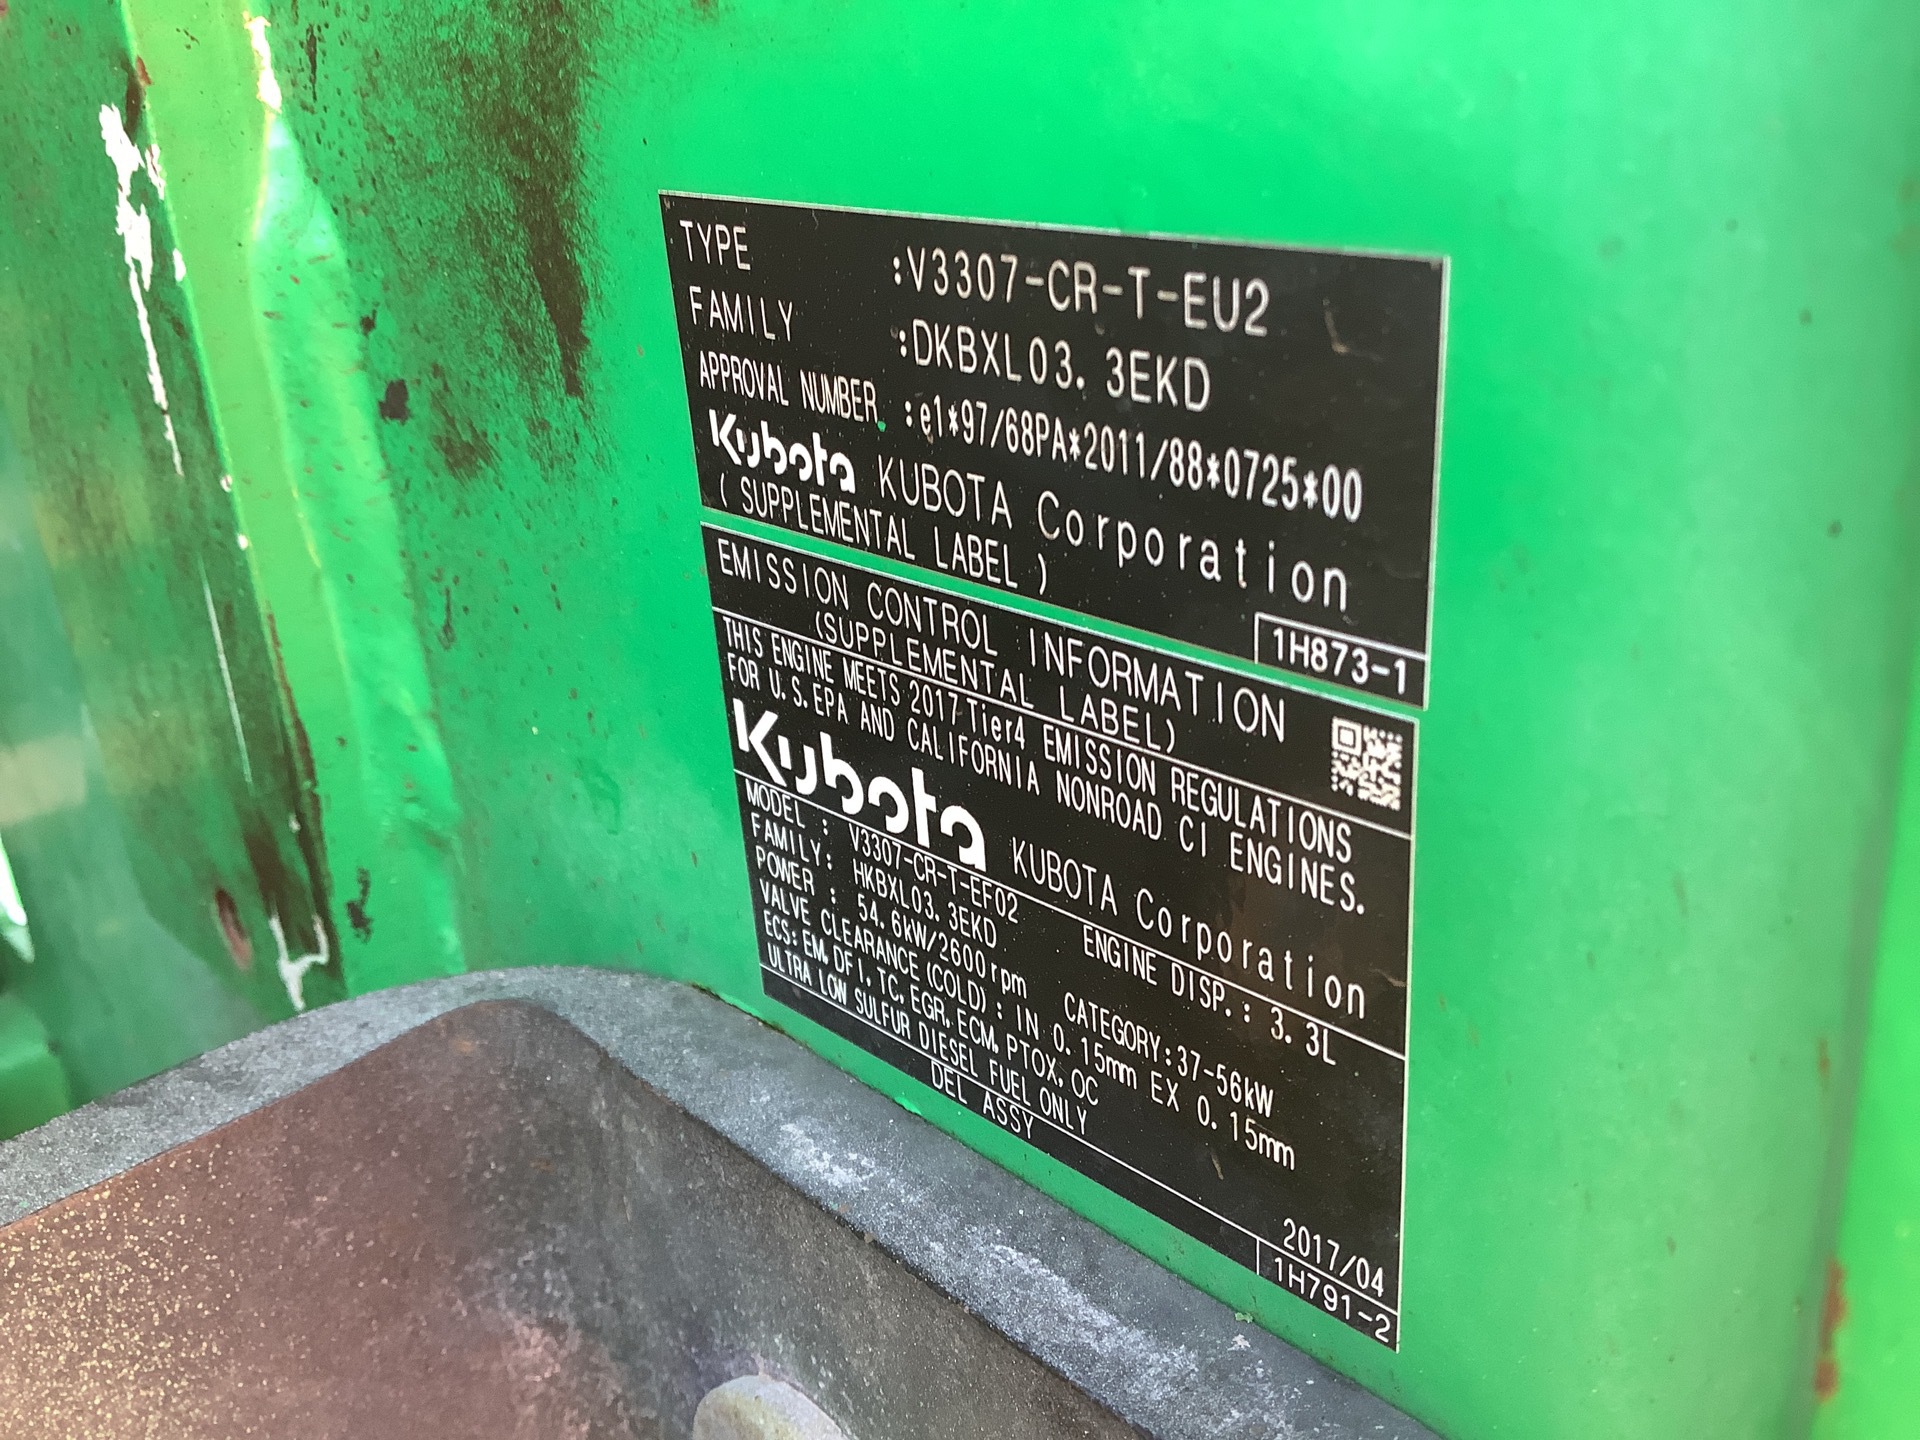 TYPE :V3307-CR-T-EU2
FAMILY :DKBXL03.3EKD
APPROVAL NUMBER :e1*97/68PA*2011/88*0725*00
Kubota KUBOTA Corporation
(SUPPLEMENTAL LABEL)
1H873-1
EMISSION CONTROL INFORMATION
(SUPPLEMENTAL LABEL)
THIS ENGINE MEETS 2017 Tier4 EMISSION REGULATIONS
FOR U.S.EPA AND CALIFORNIA NONROAD CI ENGINES.
Kubota KUBOTA Corporation
MODEL : V3307-CR-T-EF02 ENGINE DISP.: 3.3L
FAMILY: HKBXL03.3EKD
POWER : 54.6kW/2600rpm CATEGORY:37-56kW
VALVE CLEARANCE(COLD): IN 0.15mm EX 0.15mm
ECS:EM,DFI,TC,EGR,ECM,PTOX,OC
ULTRA LOW SULFUR DIESEL FUEL ONLY
DEL ASSY
2017/04
1H791-2